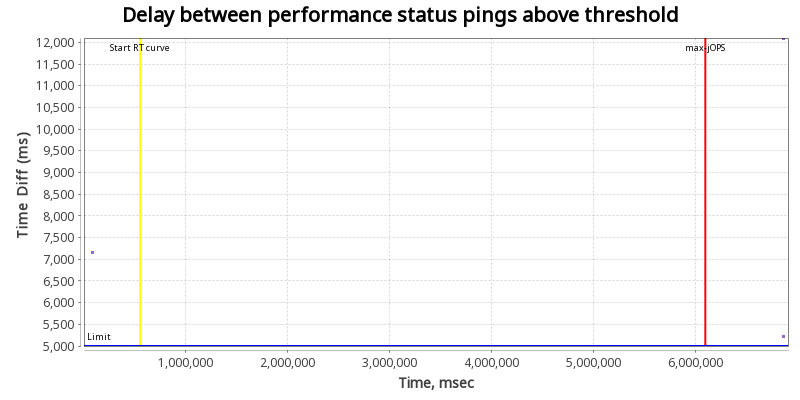 Delay between performance status pings above threshold
Time Diff (ms)
12,000
11,500
11,000
10,500
10,000
9,500
9,000
8,500
8,000
7,500
7,000
6,500
6,000
5,500
5,000
Start RT curve
max-jOPS
Limit
1,000,000 2,000,000 3,000,000 4,000,000 5,000,000 6,000,000
Time, msec